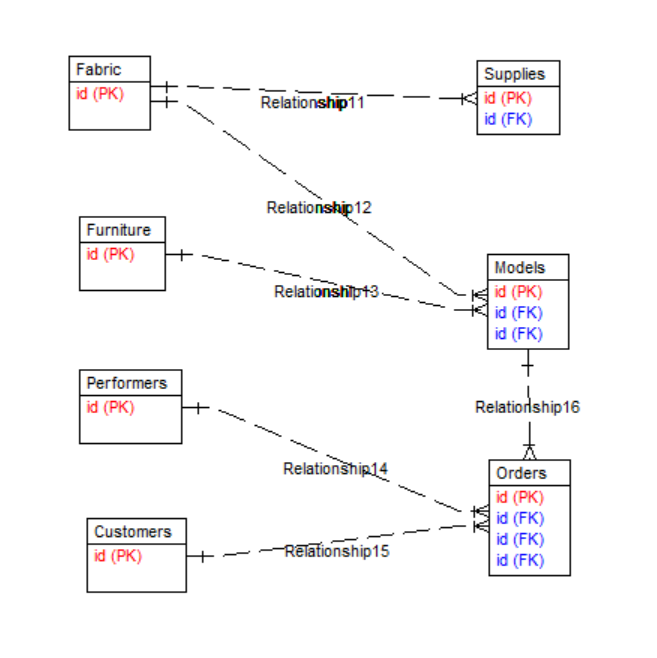 Fabric
id (PK)
Supplies
id (PK)
id (FK)
Relationship11
Relationship12
Furniture
id (PK)
Relationship13
Models
id (PK)
id (FK)
id (FK)
Performers
id (PK)
Relationship16
Relationship14
Orders
id (PK)
id (FK)
id (FK)
id (FK)
Customers
id (PK)
Relationship15